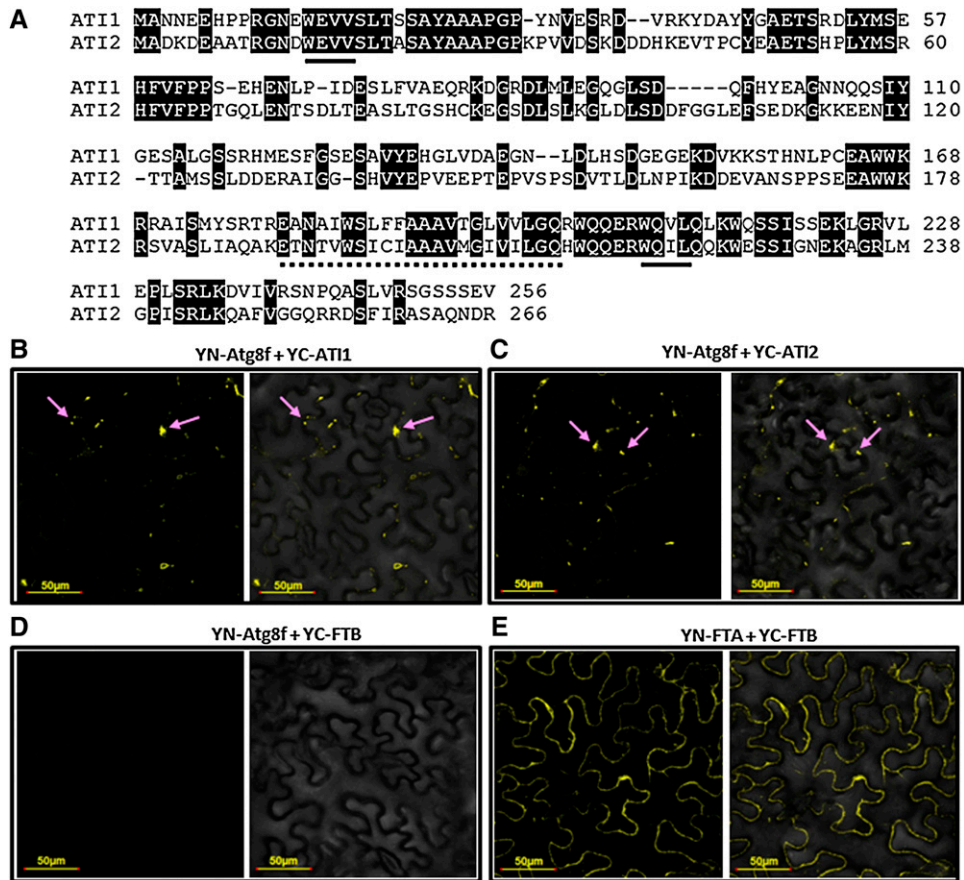 A
ATI1 MANNEEHPPRGNEWEVVSLTSSAYAAAPGP-YNVESRD--VRKYDAYYGAETSRDLYMSE 57
ATI2 MADKDEAATRGNDWEVVSLTASAYAAAPGPKPVVDSKDDDHKEVTPCYEAETSHPLYMSR 60
ATI1 HFVFPPS-EHENLP-IDESLFVAEQRKDGRDLMLEGQGLSD-----QFHYEAGNNQQSIY 110
ATI2 HFVFPPTGQLENTSDLTEASLTGSHCKEGSDLSLKGLDLSDDFGGLEFSEDKGKKEENIY 120
ATI1 GESALGSSRHMESFGSESAVYEHGLVDAEGN--LDLHSDGEGEKDVKKSTHNLPCEAWWK 168
ATI2 -TTAMSSLDDERAIGG-SHVYEPVEEPTEPVSPSDVTLDLNPIKDDEVANSPPSEEAWWK 178
ATI1 RRAISMYSRTREANAIWSLFFAAAVTGLVVLGQRWQQERWQVLQLKWQSSISSEKLGRVL 228
ATI2 RSVASLIAQAKETNTVWSICIAAAVMGIVILGQHWQQERWQILQQKWESSIGNEKAGRLM 238
ATI1 EPLSRLKDVIVRSNPQASLVRSGSSSEV 256
ATI2 GPISRLKQAFVGGQRRDSFIRASAQNDR 266
B
YN-Atg8f + YC-ATI1
50µm
50µm
C
YN-Atg8f + YC-ATI2
50µm
50µm
D
YN-Atg8f + YC-FTB
50µm
50µm
E
YN-FTA + YC-FTB
50µm
50µm